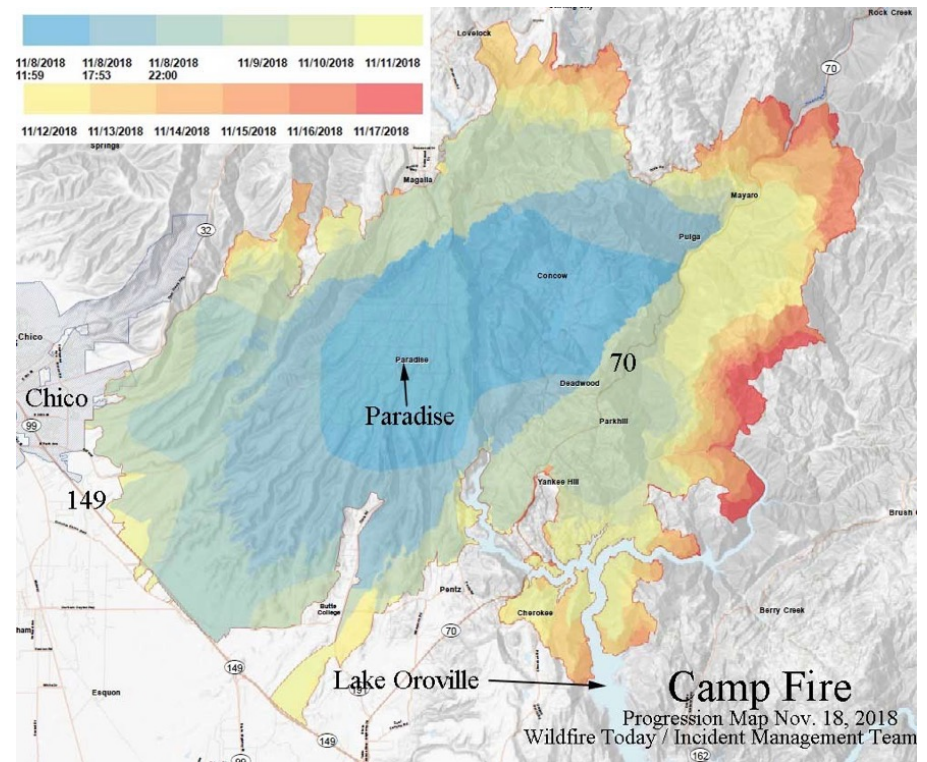 11/8/2018 11/8/2018 11/8/2018 11/9/2018 11/10/2018 11/11/2018
11:59 17:53 22:00
11/12/2018 11/13/2018 11/14/2018 11/15/2018 11/16/2018 11/17/2018
Rock Creek
Lovelock
70
Springs
Magalia
Mayaro
32
Pulga
Concow
Chico
Paradise
70
Deadwood
Chico
Paradise
Parkhill
99
Yankee Hill
149
Brush
Pentz
Butte
College
Cherokee
Berry Creek
70
149
Lake Oroville
191
Esquon
Camp Fire
Progression Map Nov. 18, 2018
Wildfire Today / Incident Management Team
149
99
162